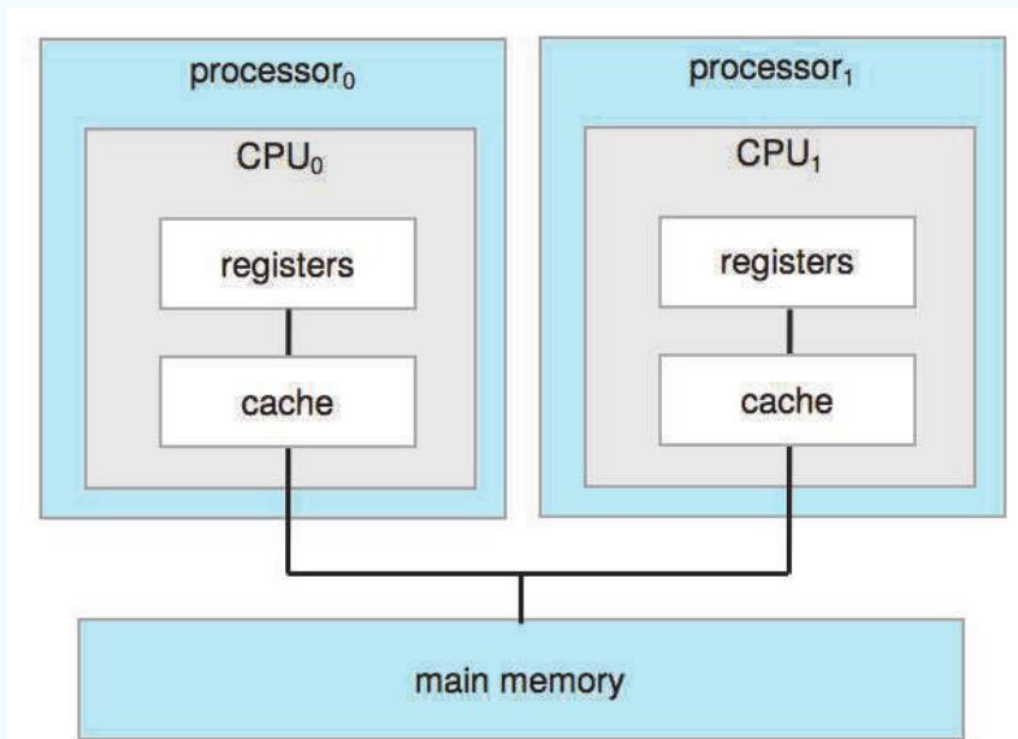 processor₀
CPU₀
registers
cache
processor₁
CPU₁
registers
cache
main memory